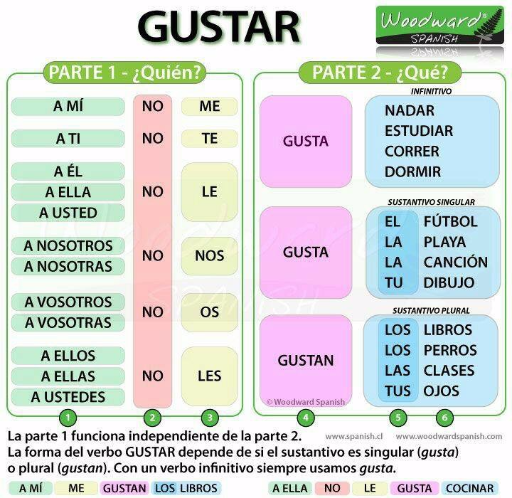 GUSTAR
Woodward®
SPANISH
PARTE 1 - ¿Quién?
A MÍ NO ME
A TI NO TE
A ÉL
A ELLA NO LE
A USTED
A NOSOTROS
A NOSOTRAS
NO NOS
A VOSOTROS
A VOSOTRAS
NO OS
A ELLOS
A ELLAS NO LES
A USTEDES
1 2 3
PARTE 2 - ¿Qué?
INFINITIVO
GUSTA
NADAR
ESTUDIAR
CORRER
DORMIR
SUSTANTIVO SINGULAR
GUSTA
EL FÚTBOL
LA PLAYA
LA CANCIÓN
TU DIBUJO
SUSTANTIVO PLURAL
GUSTAN
LOS LIBROS
LOS PERROS
LAS CLASES
TUS OJOS
© Woodward Spanish
4 5 6
Woodward
SPANISH
La parte 1 funciona independiente de la parte 2.
www.spanish.cl www.woodwardspanish.com
La forma del verbo GUSTAR depende de si el sustantivo es singular (gusta)
o plural (gustan). Con un verbo infinitivo siempre usamos gusta.
A MÍ ME GUSTAN LOS LIBROS
A ELLA NO LE GUSTA COCINAR